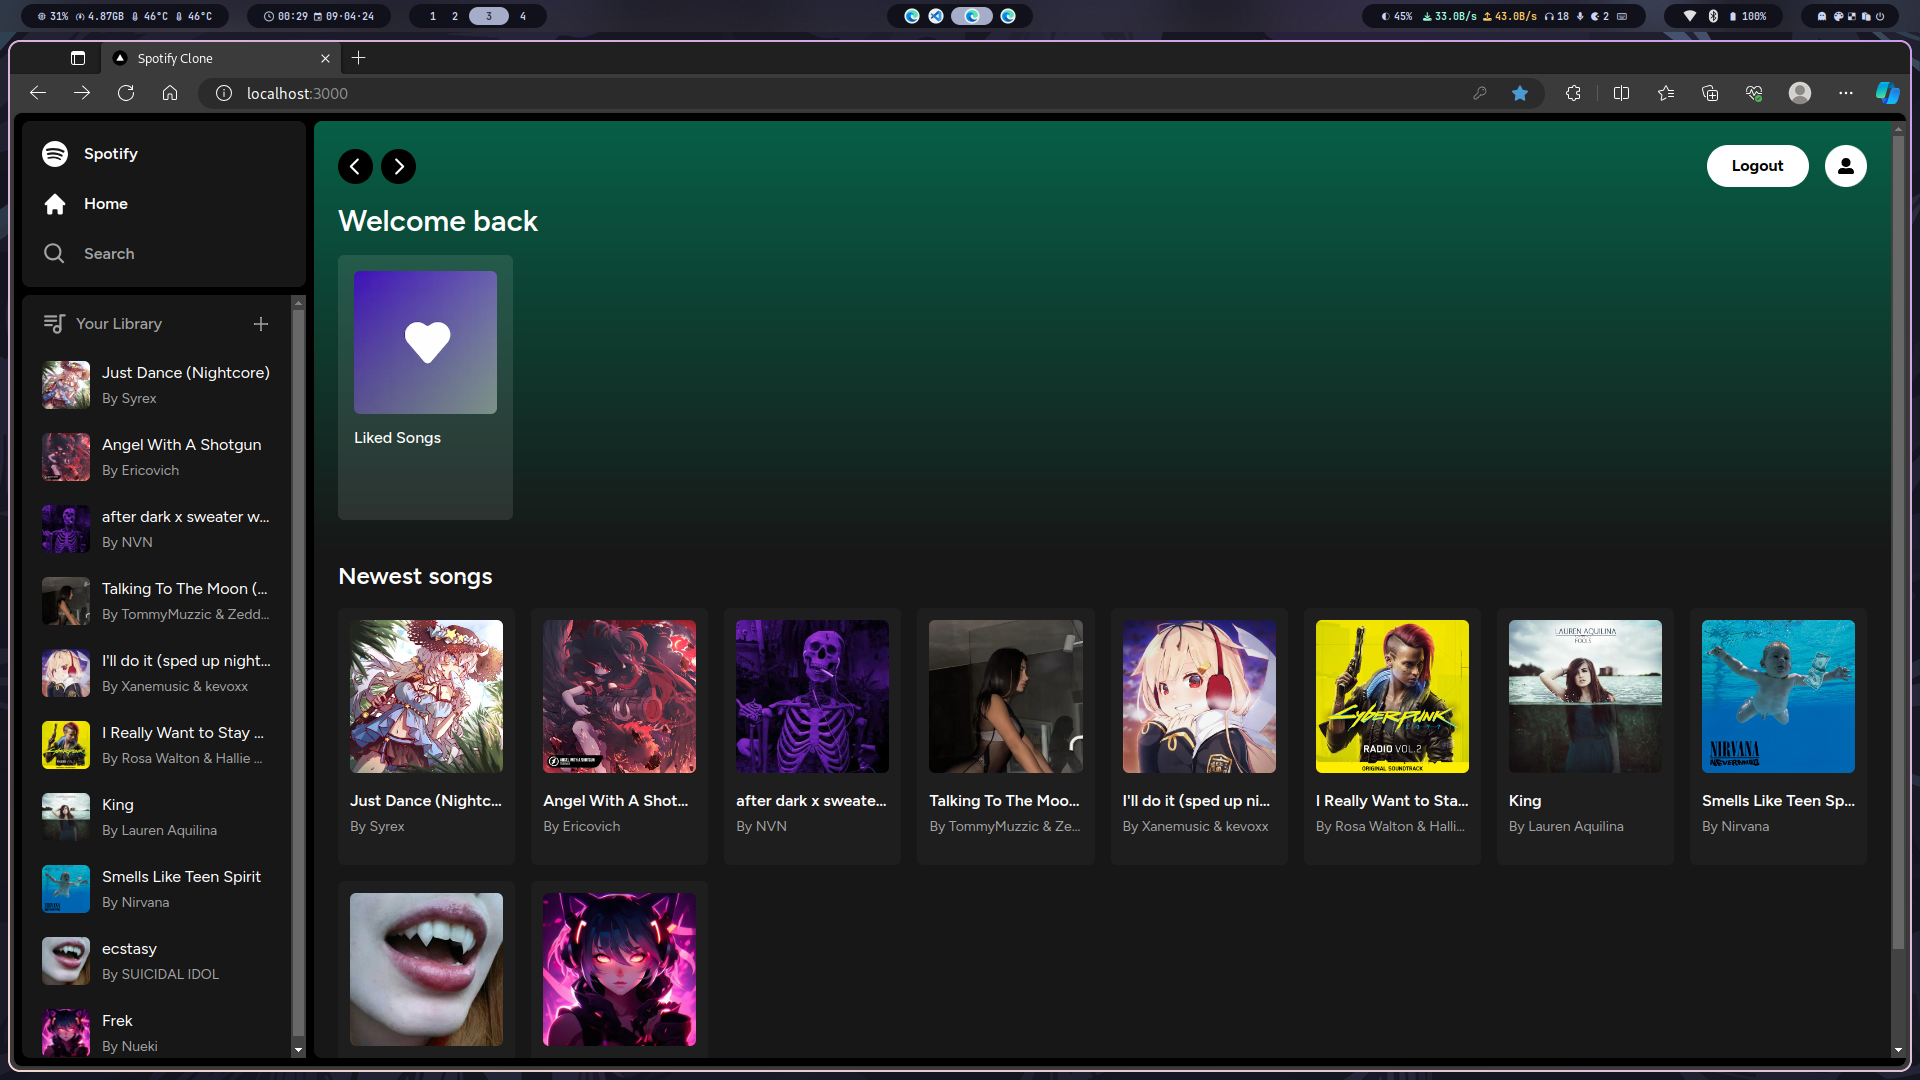 31% 4.87GB 46°C 46°C
00:29 09·04·24
1 2 3 4
45% 33.0B/s 43.0B/s 18 2
100%
Spotify Clone
localhost:3000
Spotify
Home
Search
Your Library
Just Dance (Nightcore)
By Syrex
Angel With A Shotgun
By Ericovich
after dark x sweater w...
By NVN
Talking To The Moon (...
By TommyMuzzic & Zedd...
I'll do it (sped up night...
By Xanemusic & kevoxx
I Really Want to Stay ...
By Rosa Walton & Hallie ...
King
By Lauren Aquilina
Smells Like Teen Spirit
By Nirvana
ecstasy
By SUICIDAL IDOL
Frek
By Nueki
Logout
Welcome back
Liked Songs
Newest songs
Just Dance (Nightc...
By Syrex
Angel With A Shot...
By Ericovich
after dark x sweate...
By NVN
Talking To The Moo...
By TommyMuzzic & Ze...
I'll do it (sped up ni...
By Xanemusic & kevoxx
Cyberpunk
RADIO VOL.2
ORIGINAL SOUNDTRACK
I Really Want to Sta...
By Rosa Walton & Halli...
LAUREN AQUILINA
FOOLS
King
By Lauren Aquilina
NIRVANA
NEVERMIND
Smells Like Teen Sp...
By Nirvana